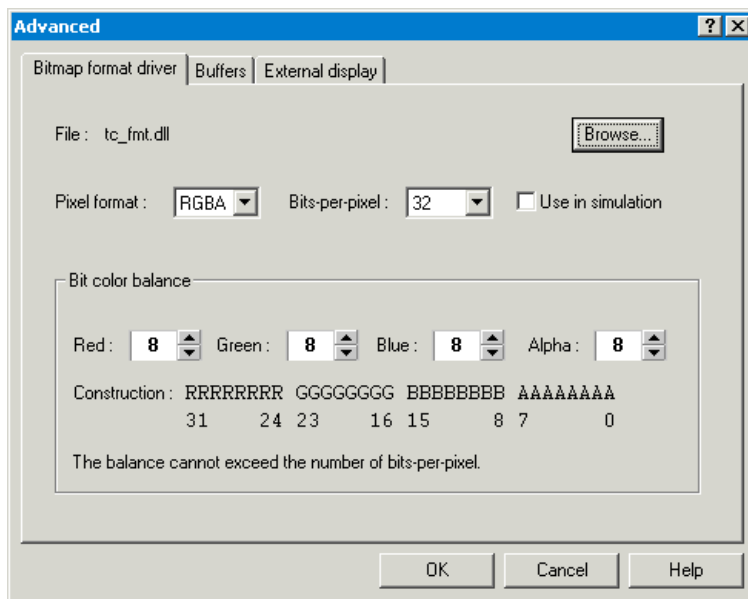 Advanced
Bitmap format driver Buffers External display
File : tc_fmt.dll Browse...
Pixel format : RGBA Bits-per-pixel : 32 Use in simulation
Bit color balance
Red : 8 Green : 8 Blue : 8 Alpha : 8
Construction : RRRRRRRR GGGGGGGG BBBBBBBB AAAAAAAA
31 24 23 16 15 8 7 0
The balance cannot exceed the number of bits-per-pixel.
OK Cancel Help